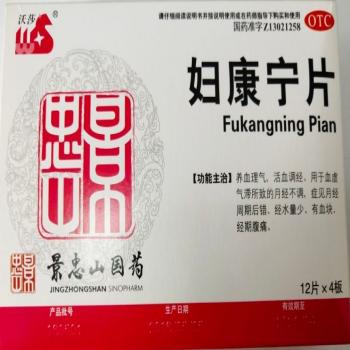 沃莎
请仔细阅读说明书并按说明使用或在药师指导下购买和使用
国药准字Z13021258
OTC
妇康宁片
Fukangning Pian
【功能主治】养血理气,活血调经。用于血虚
气滞所致的月经不调,症见月经
周期后错、经水量少、有血块、
经期腹痛。
景忠
景忠山国药
JINGZHONGSHAN SINOPHARM
12片×4板
产品批号
生产日期
有效期至